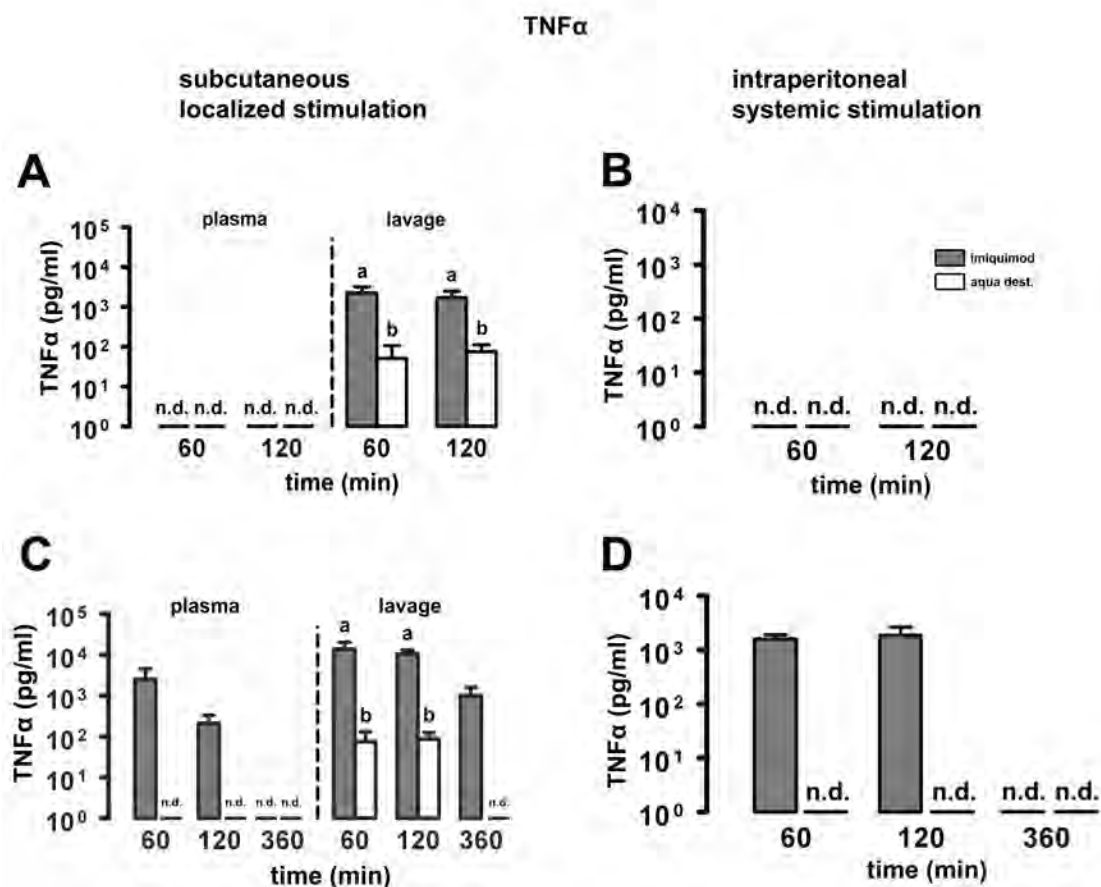 TNFα
subcutaneous
localized stimulation
intraperitoneal
systemic stimulation
A
plasma
lavage
TNFα (pg/ml)
10⁵
10⁴
10³
10²
10¹
10⁰
a
a
b
b
n.d. n.d. n.d. n.d.
60 120 60 120
time (min)
B
TNFα (pg/ml)
10⁴
10³
10²
10¹
10⁰
imiquimod
aqua dest.
n.d. n.d. n.d. n.d.
60 120
time (min)
C
plasma
lavage
TNFα (pg/ml)
10⁵
10⁴
10³
10²
10¹
10⁰
a
a
b
b
n.d. n.d. n.d. n.d. n.d.
60 120 360 60 120 360
time (min)
D
TNFα (pg/ml)
10⁴
10³
10²
10¹
10⁰
n.d. n.d. n.d. n.d.
60 120 360
time (min)